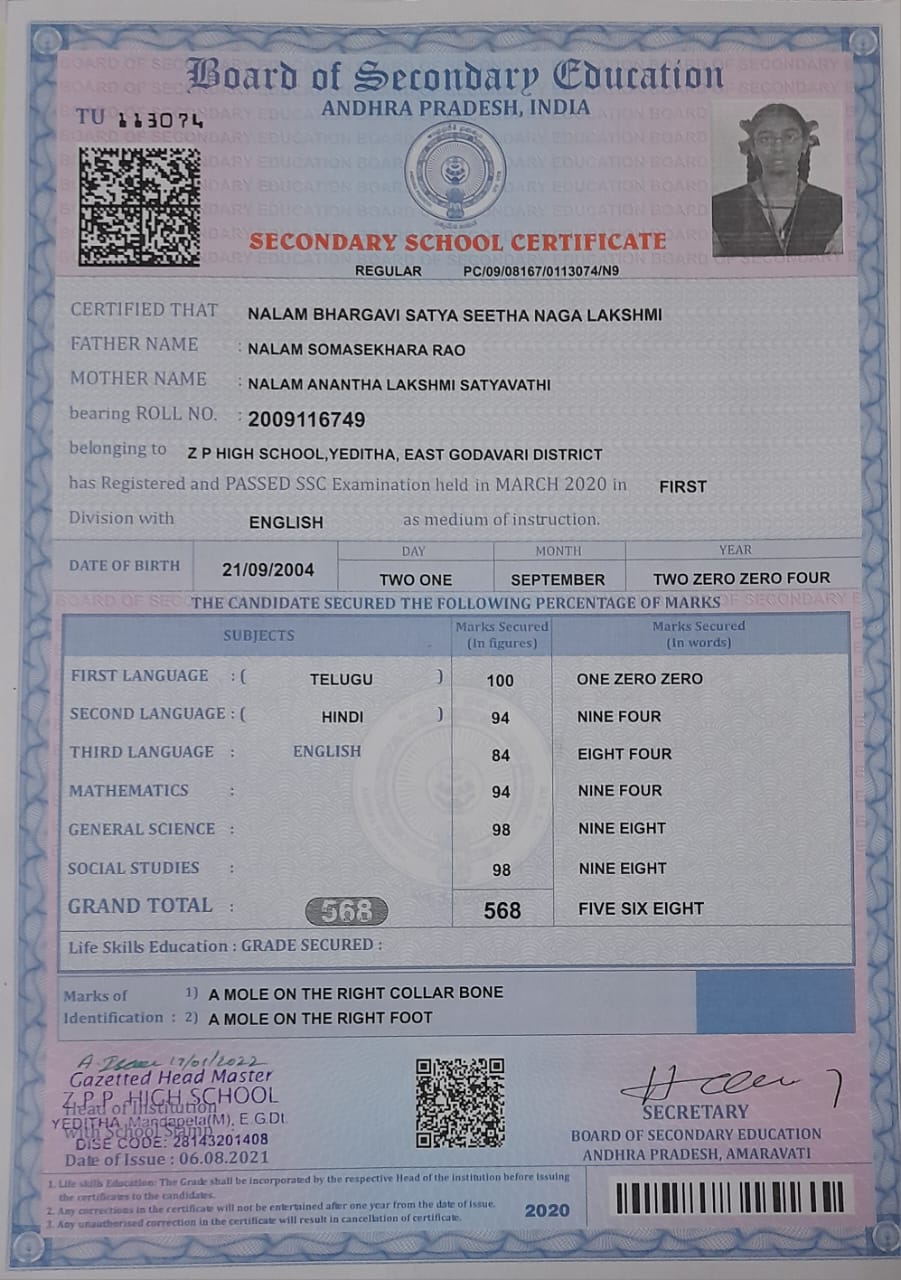 Board of Secondary Education
ANDHRA PRADESH, INDIA
TU 113074
SECONDARY SCHOOL CERTIFICATE
REGULAR PC/09/08167/0113074/N9
CERTIFIED THAT NALAM BHARGAVI SATYA SEETHA NAGA LAKSHMI
FATHER NAME : NALAM SOMASEKHARA RAO
MOTHER NAME : NALAM ANANTHA LAKSHMI SATYAVATHI
bearing ROLL NO. : 2009116749
belonging to Z P HIGH SCHOOL,YEDITHA, EAST GODAVARI DISTRICT
has Registered and PASSED SSC Examination held in MARCH 2020 in FIRST
Division with ENGLISH as medium of instruction.
DATE OF BIRTH 21/09/2004 DAY MONTH YEAR
TWO ONE SEPTEMBER TWO ZERO ZERO FOUR
THE CANDIDATE SECURED THE FOLLOWING PERCENTAGE OF MARKS
SUBJECTS Marks Secured (In figures) Marks Secured (In words)
FIRST LANGUAGE : ( TELUGU ) 100 ONE ZERO ZERO
SECOND LANGUAGE : ( HINDI ) 94 NINE FOUR
THIRD LANGUAGE : ENGLISH 84 EIGHT FOUR
MATHEMATICS : 94 NINE FOUR
GENERAL SCIENCE : 98 NINE EIGHT
SOCIAL STUDIES : 98 NINE EIGHT
GRAND TOTAL : 568 568 FIVE SIX EIGHT
Life Skills Education : GRADE SECURED :
Marks of 1) A MOLE ON THE RIGHT COLLAR BONE
Identification : 2) A MOLE ON THE RIGHT FOOT
17/01/2022
Gazetted Head Master
Z.P.P. HIGH SCHOOL
Head of Institution
YEDITHA, Mandapeta(M), E.G.Dt.
with School Stamp
DISE CODE: 28143201408
Date of Issue : 06.08.2021
SECRETARY
BOARD OF SECONDARY EDUCATION
ANDHRA PRADESH, AMARAVATI
1. Life skills Education: The Grade shall be incorporated by the respective Head of the institution before issuing
the certificates to the candidates.
2. Any corrections in the certificate will not be entertained after one year from the date of issue.
3. Any unauthorised correction in the certificate will result in cancellation of certificate.
2020